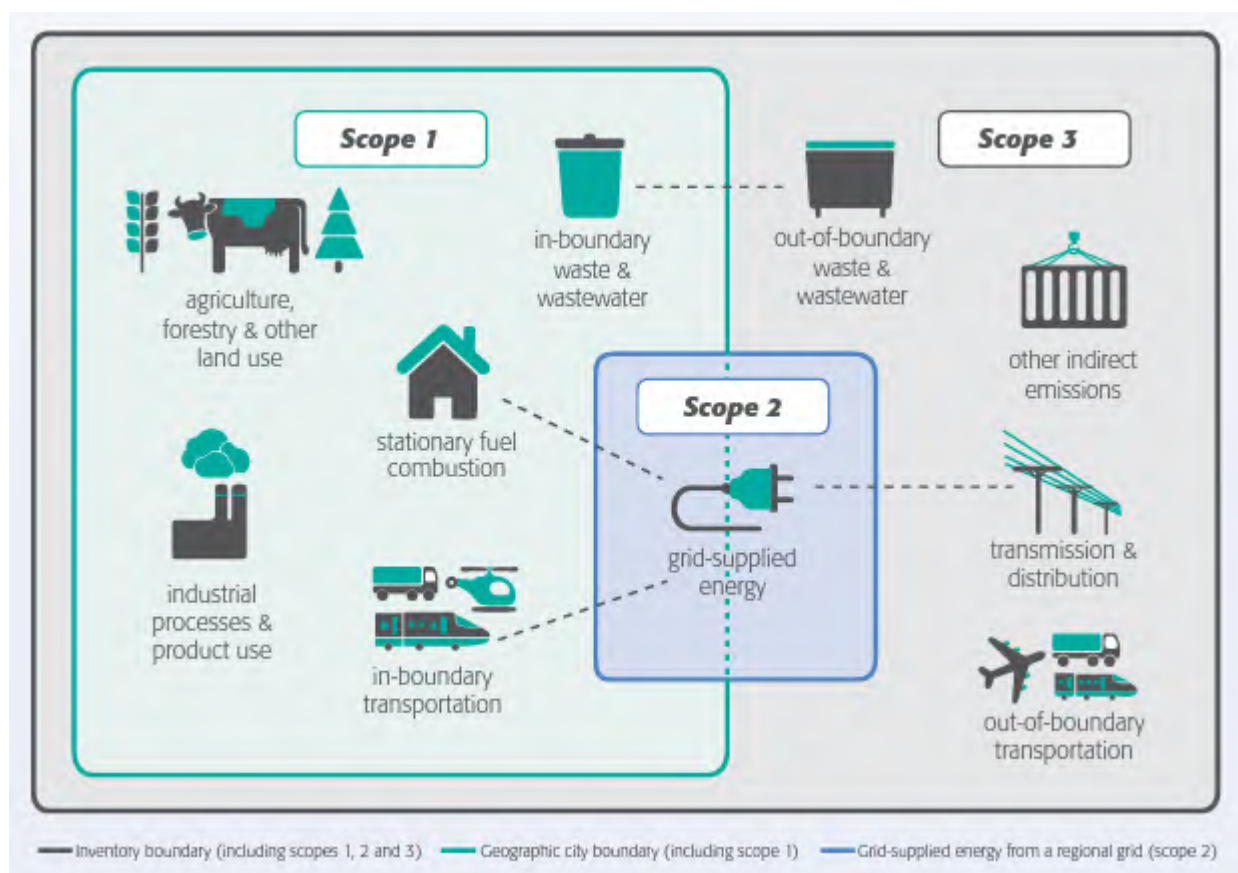 Scope 1
Scope 3
in-boundary
waste &
wastewater
out-of-boundary
waste &
wastewater
agriculture,
forestry & other
land use
other indirect
emissions
Scope 2
stationary fuel
combustion
grid-supplied
energy
transmission &
distribution
industrial
processes &
product use
in-boundary
transportation
out-of-boundary
transportation
Inventory boundary (including scopes 1, 2 and 3) Geographic city boundary (including scope 1) Grid-supplied energy from a regional grid (scope 2)